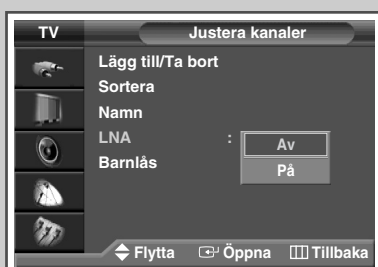 TV Justera kanaler
Lägg till/Ta bort
Sortera
Namn
LNA : Av
På
Barnlås
Flytta Öppna Tillbaka